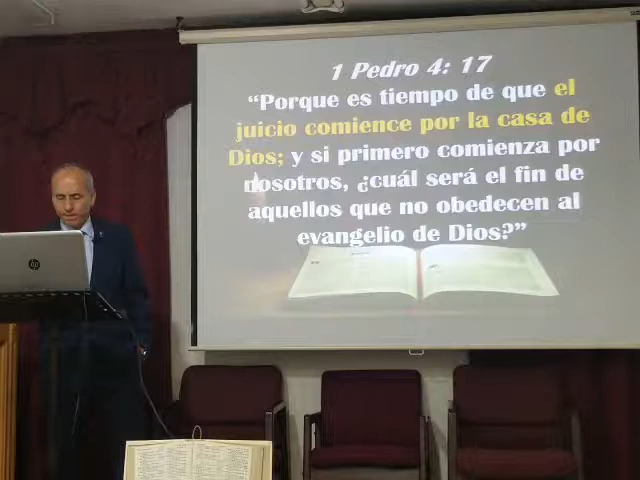 1 Pedro 4: 17
“Porque es tiempo de que el
juicio comience por la casa de
Dios; y si primero comienza por
nosotros, ¿cuál será el fin de
aquellos que no obedecen al
evangelio de Dios?”
hp